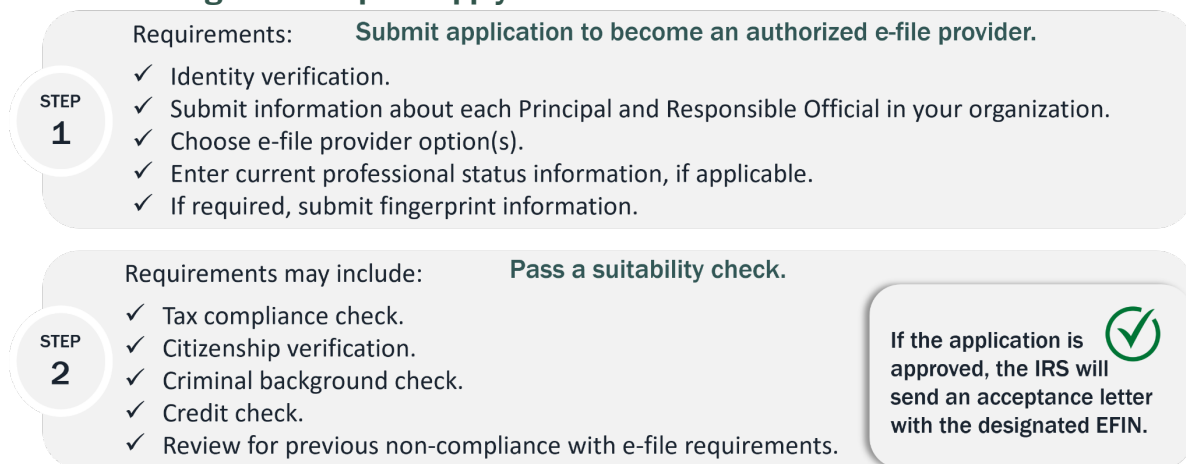 Requirements:
Submit application to become an authorized e-file provider.
STEP
1
✓ Identity verification.
✓ Submit information about each Principal and Responsible Official in your organization.
✓ Choose e-file provider option(s).
✓ Enter current professional status information, if applicable.
✓ If required, submit fingerprint information.
Requirements may include:
Pass a suitability check.
STEP
2
✓ Tax compliance check.
✓ Citizenship verification.
✓ Criminal background check.
✓ Credit check.
✓ Review for previous non-compliance with e-file requirements.
If the application is
approved, the IRS will
send an acceptance letter
with the designated EFIN.